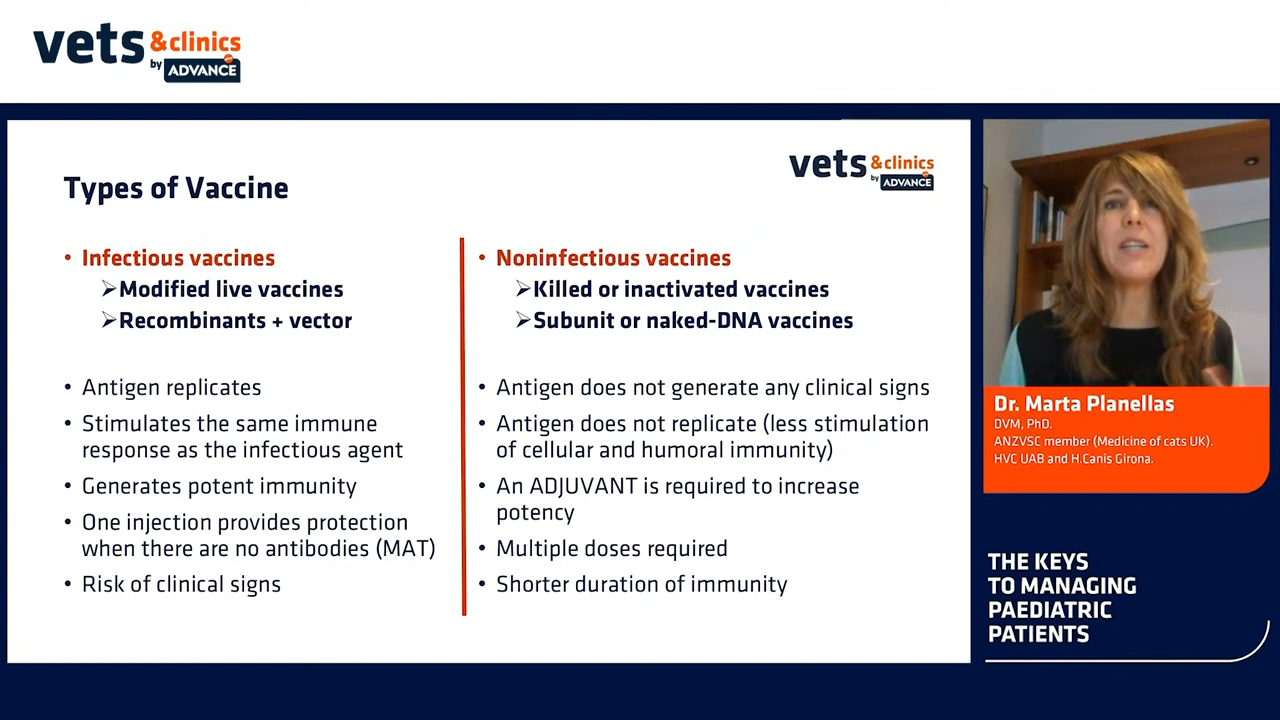 vets & clinics
by ADVANCE
vets & clinics
by ADVANCE
Types of Vaccine
• Infectious vaccines
➢Modified live vaccines
➢Recombinants + vector
• Antigen replicates
• Stimulates the same immune
response as the infectious agent
• Generates potent immunity
• One injection provides protection
when there are no antibodies (MAT)
• Risk of clinical signs
• Noninfectious vaccines
➢Killed or inactivated vaccines
➢Subunit or naked-DNA vaccines
• Antigen does not generate any clinical signs
• Antigen does not replicate (less stimulation
of cellular and humoral immunity)
• An ADJUVANT is required to increase
potency
• Multiple doses required
• Shorter duration of immunity
Dr. Marta Planellas
DVM, PhD.
ANZVSC member (Medicine of cats UK).
HVC UAB and H.Canis Girona.
THE KEYS
TO MANAGING
PAEDIATRIC
PATIENTS